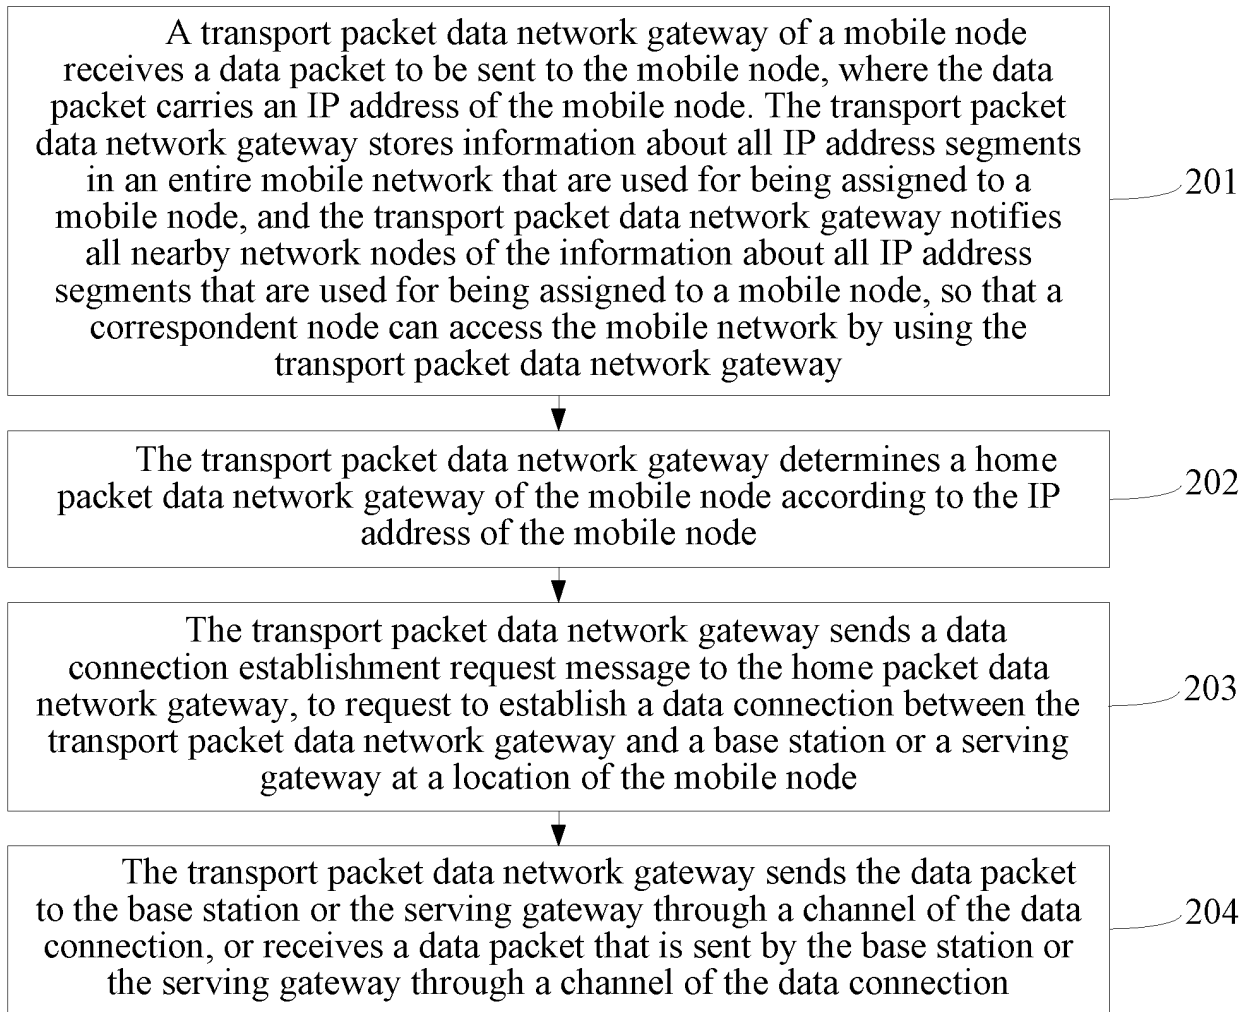 A transport packet data network gateway of a mobile node
receives a data packet to be sent to the mobile node, where the data
packet carries an IP address of the mobile node. The transport packet
data network gateway stores information about all IP address segments
in an entire mobile network that are used for being assigned to a
mobile node, and the transport packet data network gateway notifies
all nearby network nodes of the information about all IP address
segments that are used for being assigned to a mobile node, so that a
correspondent node can access the mobile network by using the
transport packet data network gateway
201
The transport packet data network gateway determines a home
packet data network gateway of the mobile node according to the IP
address of the mobile node
202
The transport packet data network gateway sends a data
connection establishment request message to the home packet data
network gateway, to request to establish a data connection between the
transport packet data network gateway and a base station or a serving
gateway at a location of the mobile node
203
The transport packet data network gateway sends the data packet
to the base station or the serving gateway through a channel of the data
connection, or receives a data packet that is sent by the base station or
the serving gateway through a channel of the data connection
204